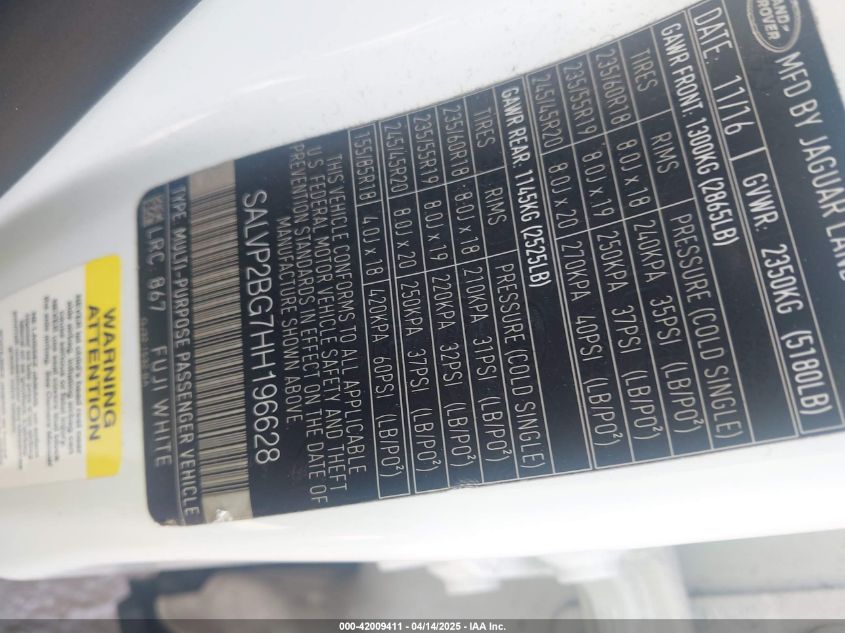 LAND
ROVER
MFD BY JAGUAR LAND
DATE: 11/16 GVWR: 2350KG (5180LB)
GAWR FRONT: 1300KG (2865LB)
TIRES RIMS PRESSURE (COLD SINGLE)
235/60R18 8.0J x 18 240KPA 35PSI (LB/PO²)
235/55R19 8.0J x 19 250KPA 37PSI (LB/PO²)
245/45R20 8.0J x 20 270KPA 40PSI (LB/PO²)
GAWR REAR: 1145KG (2525LB)
TIRES RIMS PRESSURE (COLD SINGLE)
235/60R18 8.0J x 18 210KPA 31PSI (LB/PO²)
235/55R19 8.0J x 19 220KPA 32PSI (LB/PO²)
245/45R20 8.0J x 20 250KPA 37PSI (LB/PO²)
155/85R18 4.0J x 18 420KPA 60PSI (LB/PO²)
THIS VEHICLE CONFORMS TO ALL APPLICABLE
U.S. FEDERAL MOTOR VEHICLE SAFETY AND THEFT
PREVENTION STANDARDS IN EFFECT ON THE DATE OF
MANUFACTURE SHOWN ABOVE.
SALVP2BG7HH196628
TYPE: MULTI-PURPOSE PASSENGER VEHICLE
LRC 867 FUJI WHITE
WARNING
ATTENTION
000-42009411 - 04/14/2025 - IAA Inc.